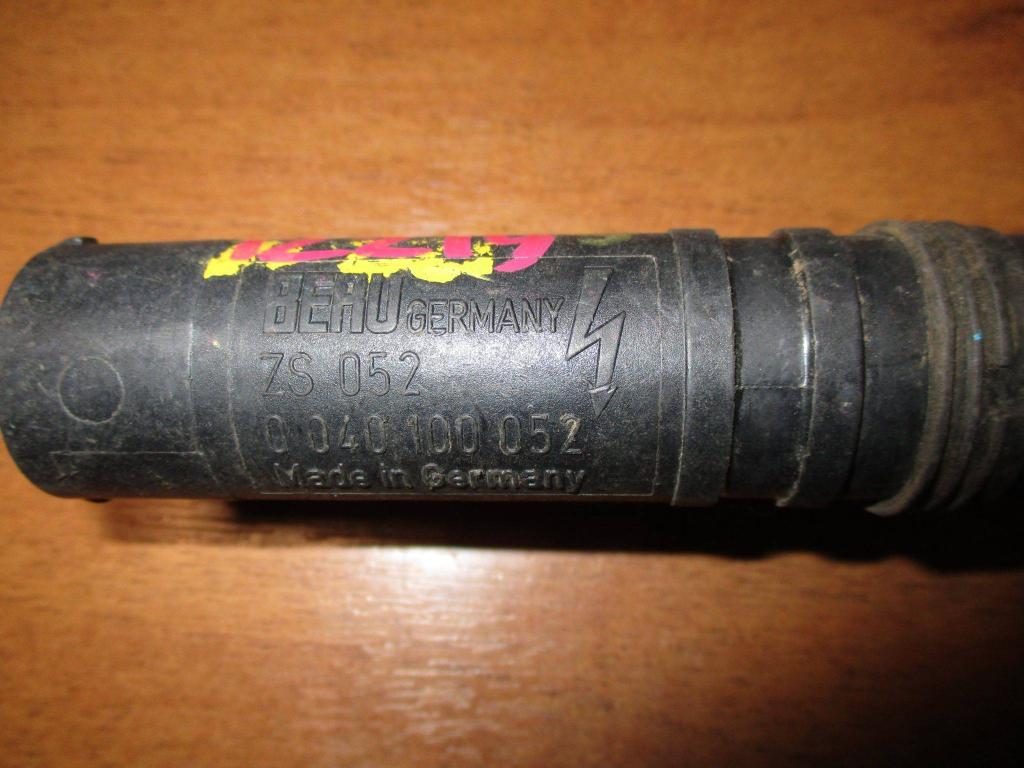 BERU GERMANY
ZS 052
0 040 100 052
Made in Germany